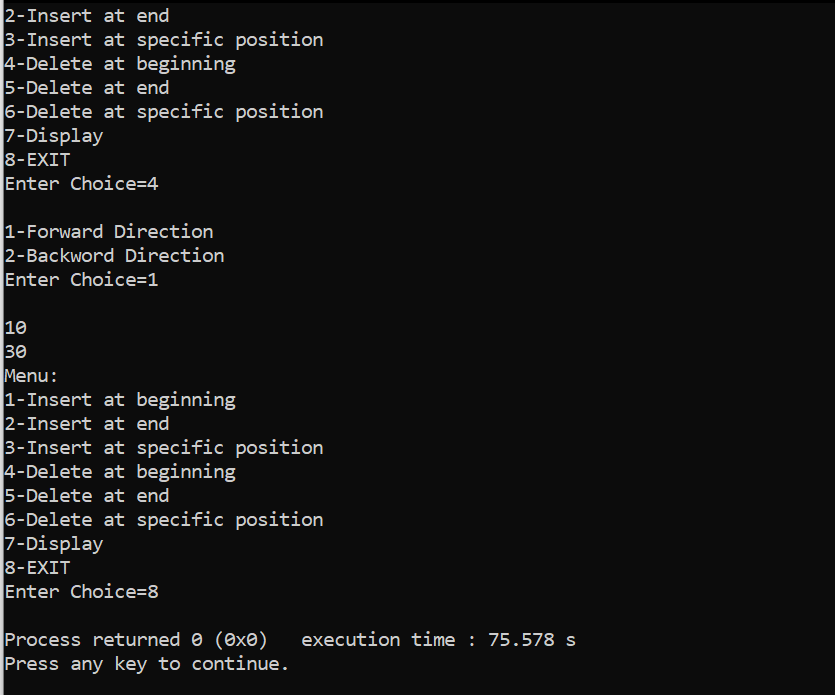 2-Insert at end
3-Insert at specific position
4-Delete at beginning
5-Delete at end
6-Delete at specific position
7-Display
8-EXIT
Enter Choice=4

1-Forward Direction
2-Backword Direction
Enter Choice=1

10
30
Menu:
1-Insert at beginning
2-Insert at end
3-Insert at specific position
4-Delete at beginning
5-Delete at end
6-Delete at specific position
7-Display
8-EXIT
Enter Choice=8

Process returned 0 (0x0)   execution time : 75.578 s
Press any key to continue.